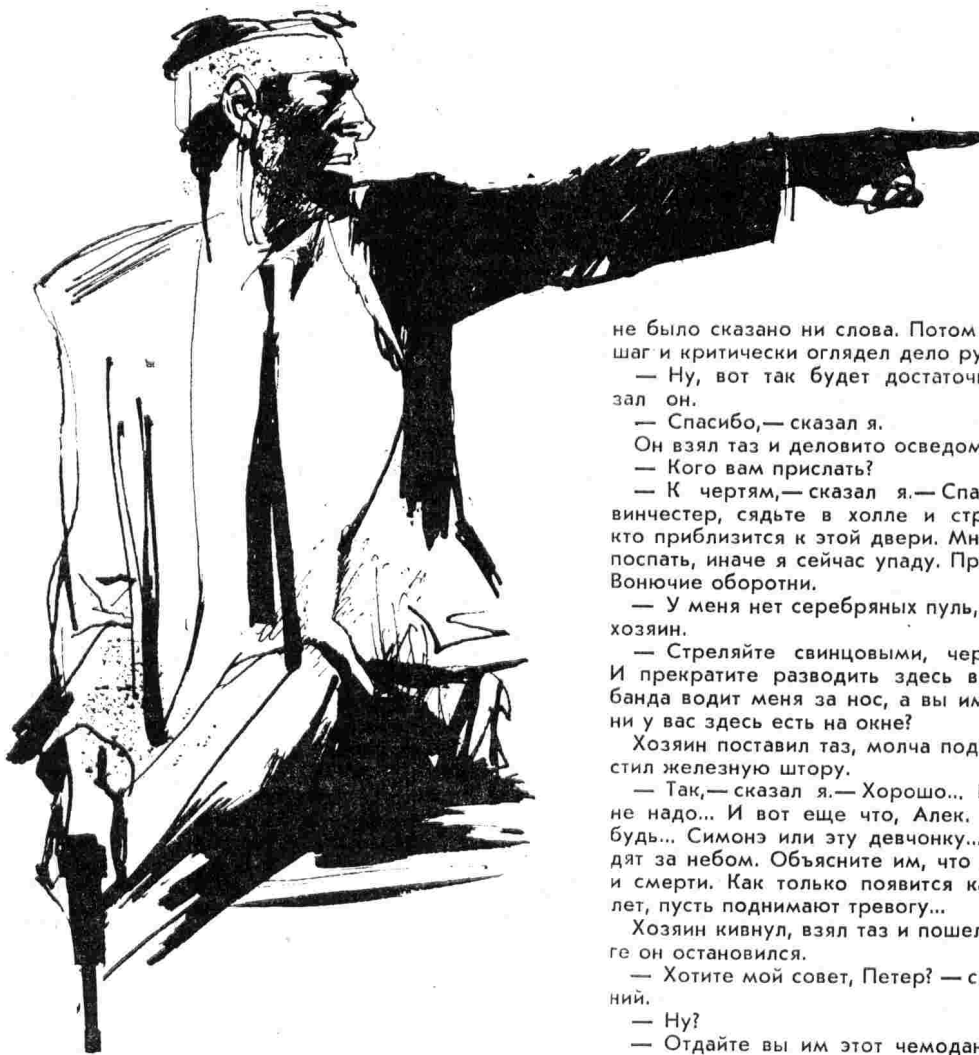 не было сказано ни слова. Потом
шаг и критически оглядел дело ру
— Ну, вот так будет достаточ
зал он.
— Спасибо,— сказал я.
Он взял таз и деловито осведом
— Кого вам прислать?
— К чертям,— сказал я.— Спа
винчестер, сядьте в холле и стр
кто приблизится к этой двери. Мн
поспать, иначе я сейчас упаду. Пр
Вонючие оборотни.
— У меня нет серебряных пуль,
хозяин.
— Стреляйте свинцовыми, чер
И прекратите разводить здесь в
банда водит меня за нос, а вы им
ни у вас здесь есть на окне?
Хозяин поставил таз, молча под
стил железную штору.
— Так,— сказал я.— Хорошо...
не надо... И вот еще что, Алек.
будь... Симонэ или эту девчонку...
дят за небом. Объясните им, что
и смерти. Как только появится ка
лет, пусть поднимают тревогу...
Хозяин кивнул, взял таз и пошел
ге он остановился.
— Хотите мой совет, Петер? — с
ний.
— Ну?
— Отдайте вы им этот чемодан